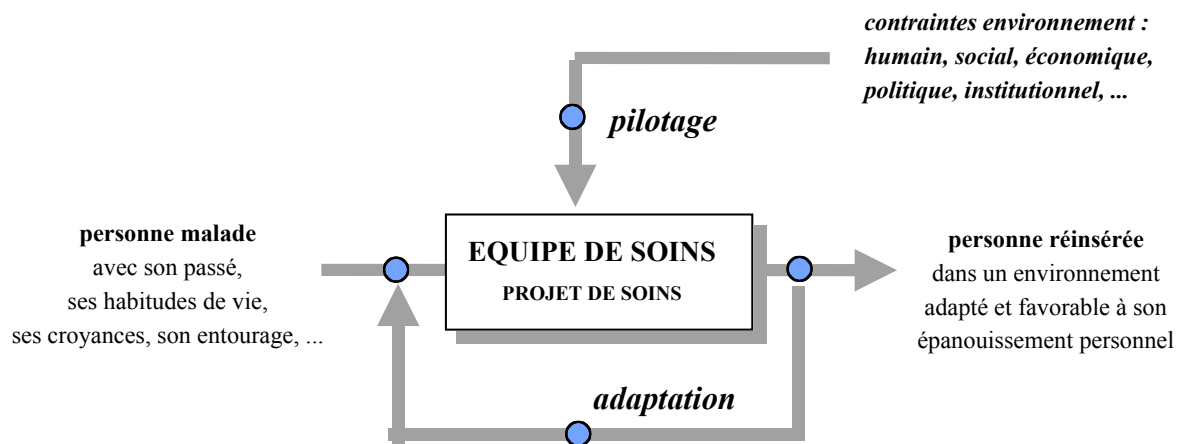 contraintes environnement :
humain, social, économique,
politique, institutionnel, ...
pilotage
personne malade
avec son passé,
ses habitudes de vie,
ses croyances, son entourage, ...
EQUIPE DE SOINS
PROJET DE SOINS
personne réinsérée
dans un environnement
adapté et favorable à son
épanouissement personnel
adaptation